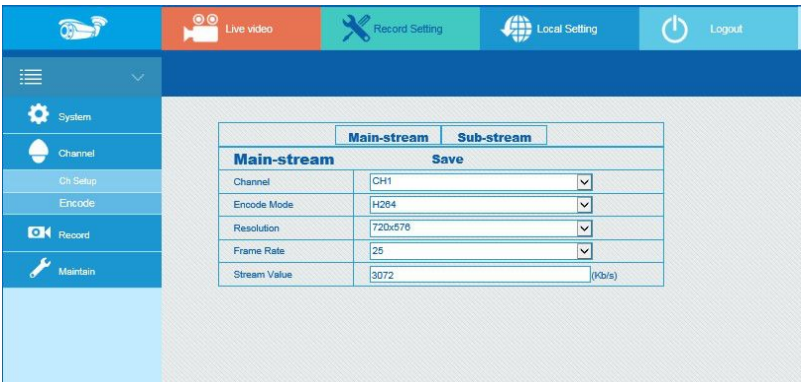 Live video
Record Setting
Local Setting
Logout
System
Channel
Ch Setup
Encode
Record
Maintain
Main-stream Sub-stream
Main-stream Save
Channel CH1
Encode Mode H264
Resolution 720x576
Frame Rate 25
Stream Value 3072 (Kb/s)